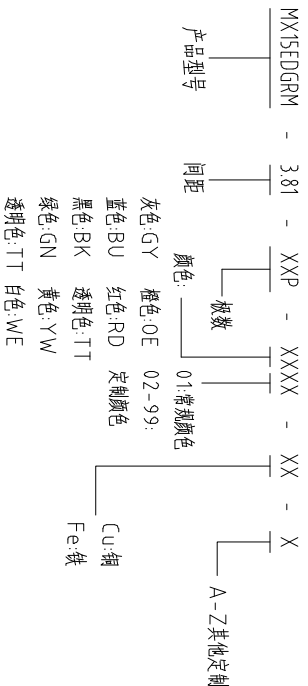 MX15EDGRM - 3.81 - XXP - XXXX - XX - X
产品型号
间距
极数
颜色:
01:常规颜色
02-99:
定制颜色
灰色:GY 橙色:OE
蓝色:BU 红色:RD
黑色:BK 透明色:TT
绿色:GN 黄色:YW
透明色:TT 白色:WE
Cu:铜
Fe:铁
A-Z其他定制